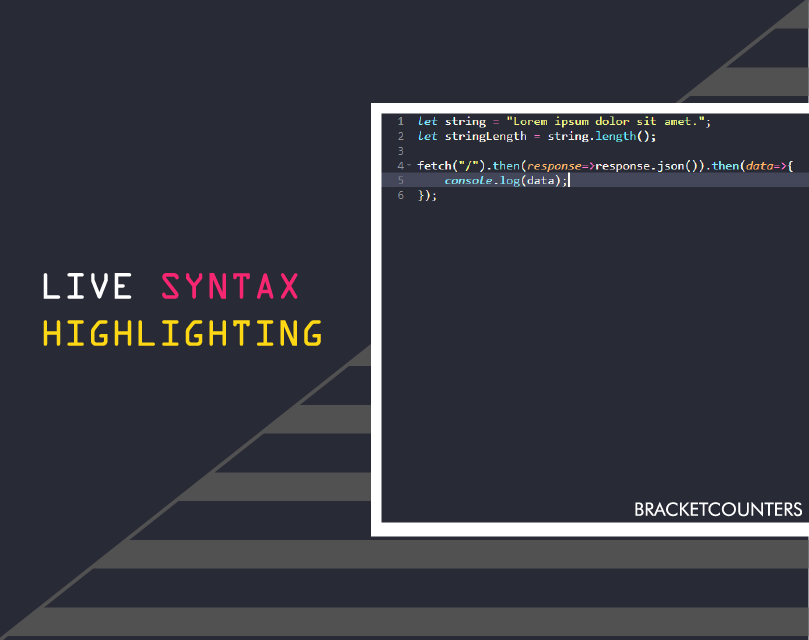 LIVE SYNTAX
HIGHLIGHTING
1 let string = "Lorem ipsum dolor sit amet.";
2 let stringLength = string.length();
3
4 fetch("/").then(response=>response.json()).then(data=>{
5     console.log(data);
6 });
BRACKETCOUNTERS